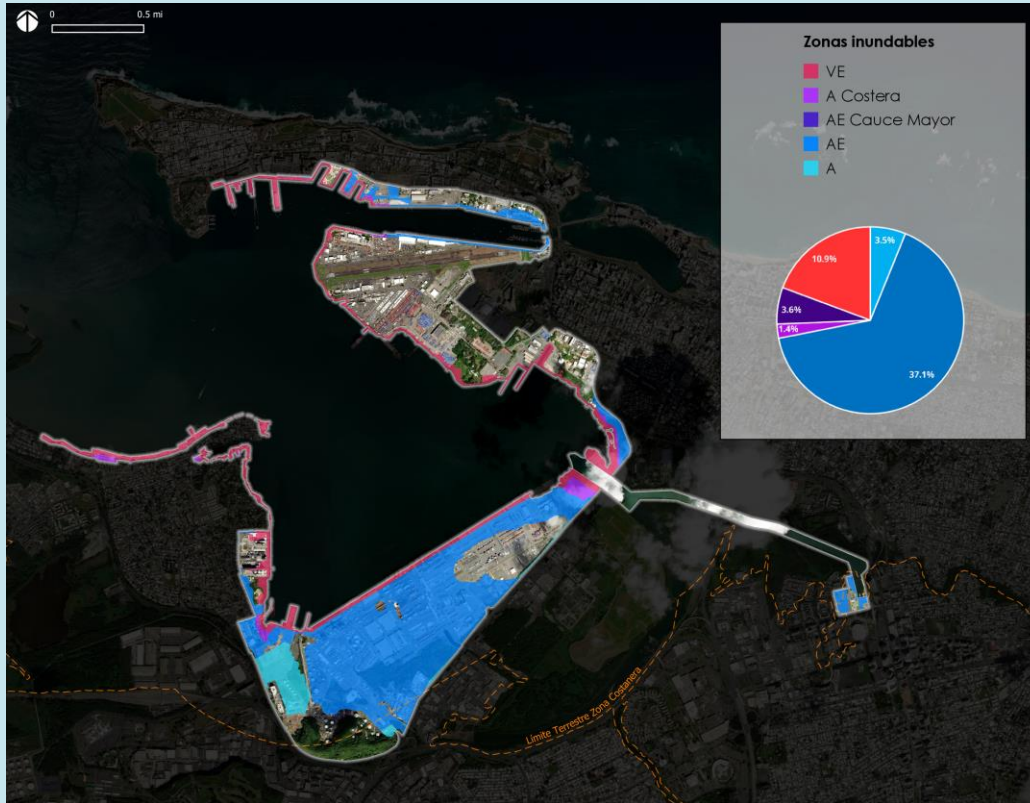 0 0.5 mi
Zonas inundables
VE
A Costera
AE Cauce Mayor
AE
A
3.5%
10.9%
3.6%
1.4%
37.1%
Límite Terrestre Zona Costanera